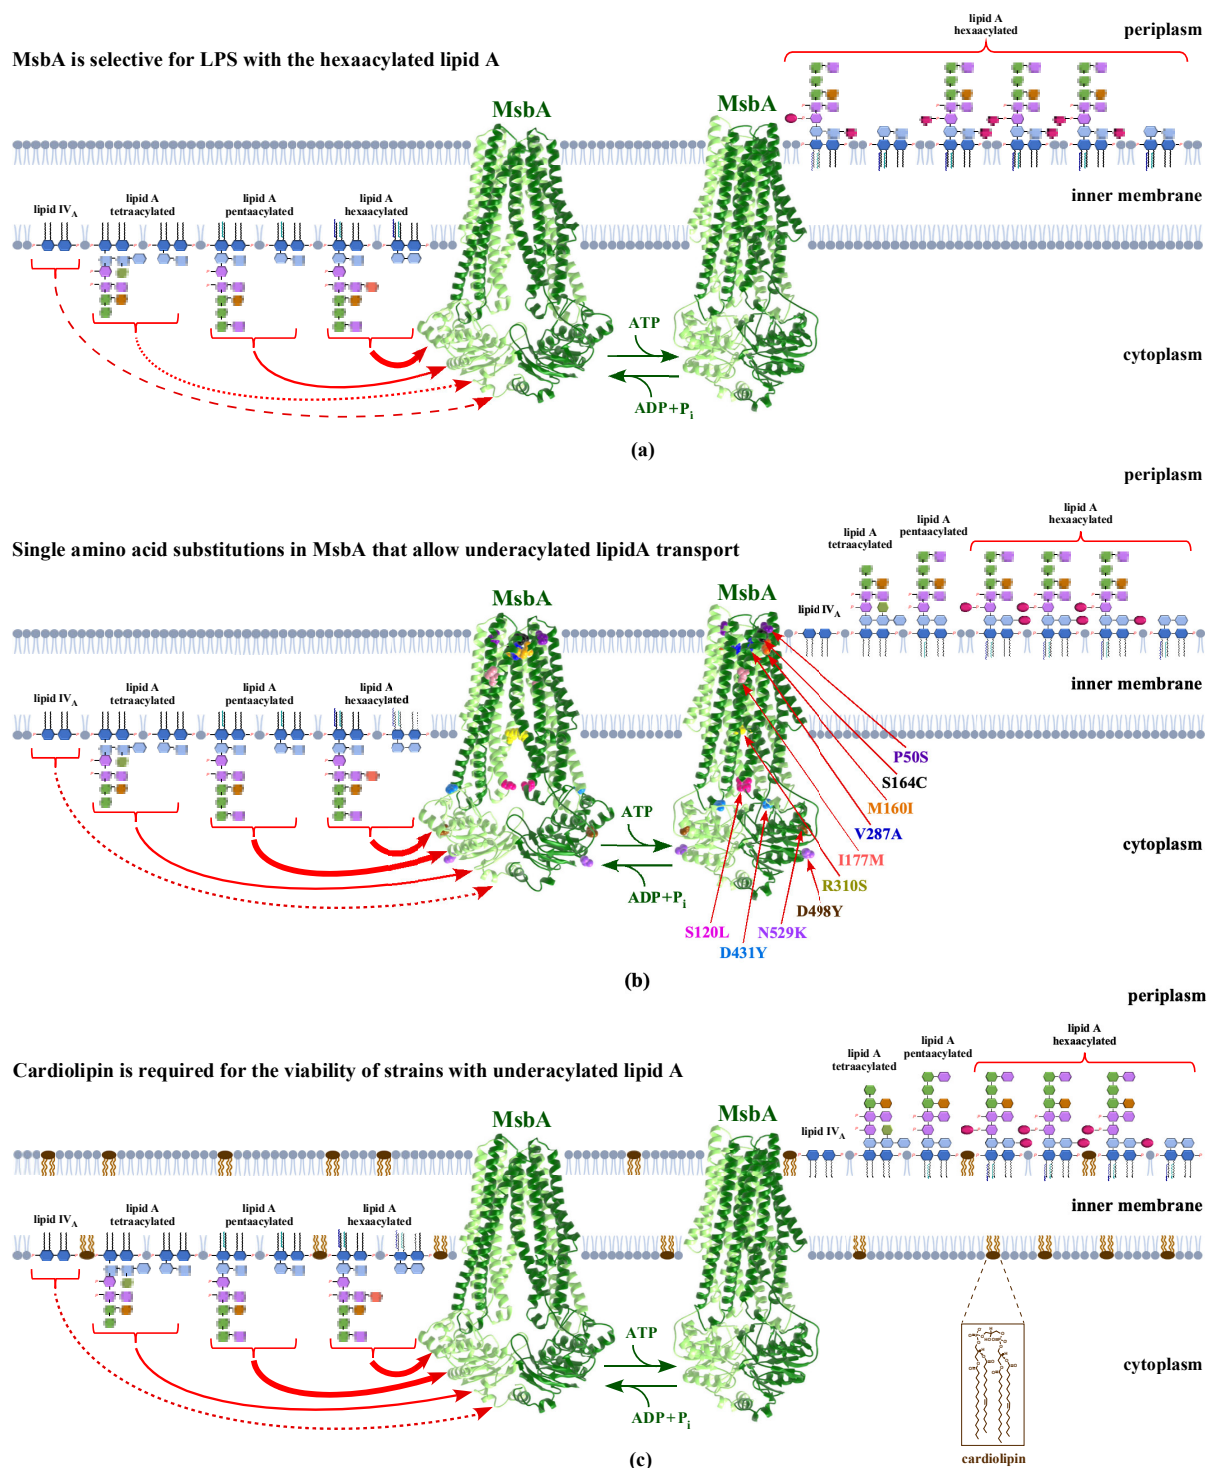 periplasm
lipid A
hexaacylated
MsbA is selective for LPS with the hexaacylated lipid A
MsbA
MsbA
inner membrane
lipid IVA
lipid A
tetraacylated
lipid A
pentaacylated
lipid A
hexaacylated
ATP
ADP+Pi
cytoplasm
(a)
periplasm
Single amino acid substitutions in MsbA that allow underacylated lipidA transport
lipid A
tetraacylated
lipid A
pentaacylated
lipid A
hexaacylated
MsbA
MsbA
lipid IVA
inner membrane
lipid IVA
lipid A
tetraacylated
lipid A
pentaacylated
lipid A
hexaacylated
P50S
S164C
M160I
V287A
I177M
R310S
D498Y
N529K
S120L
D431Y
ATP
ADP+Pi
cytoplasm
(b)
periplasm
Cardiolipin is required for the viability of strains with underacylated lipid A
lipid A
tetraacylated
lipid A
pentaacylated
lipid A
hexaacylated
MsbA
MsbA
lipid IVA
inner membrane
lipid IVA
lipid A
tetraacylated
lipid A
pentaacylated
lipid A
hexaacylated
ATP
ADP+Pi
cytoplasm
cardiolipin
(c)